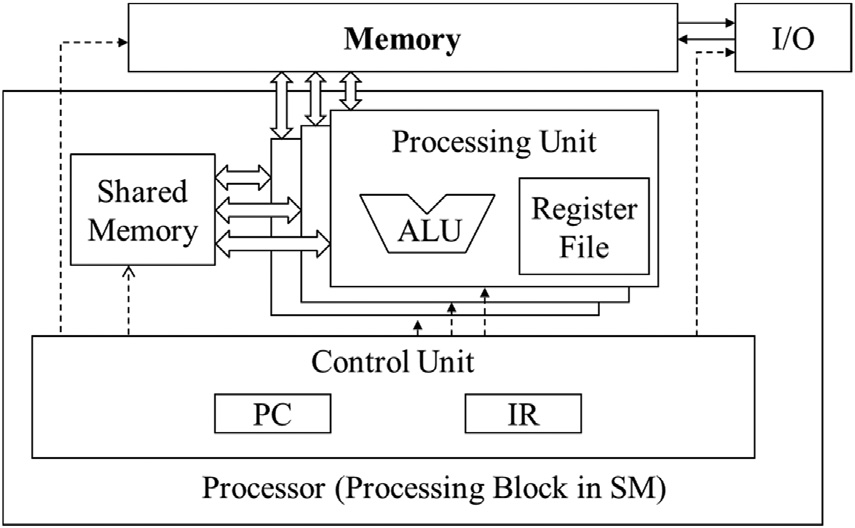 Memory
I/O
Processing Unit
Shared
Memory
ALU
Register
File
Control Unit
PC
IR
Processor (Processing Block in SM)